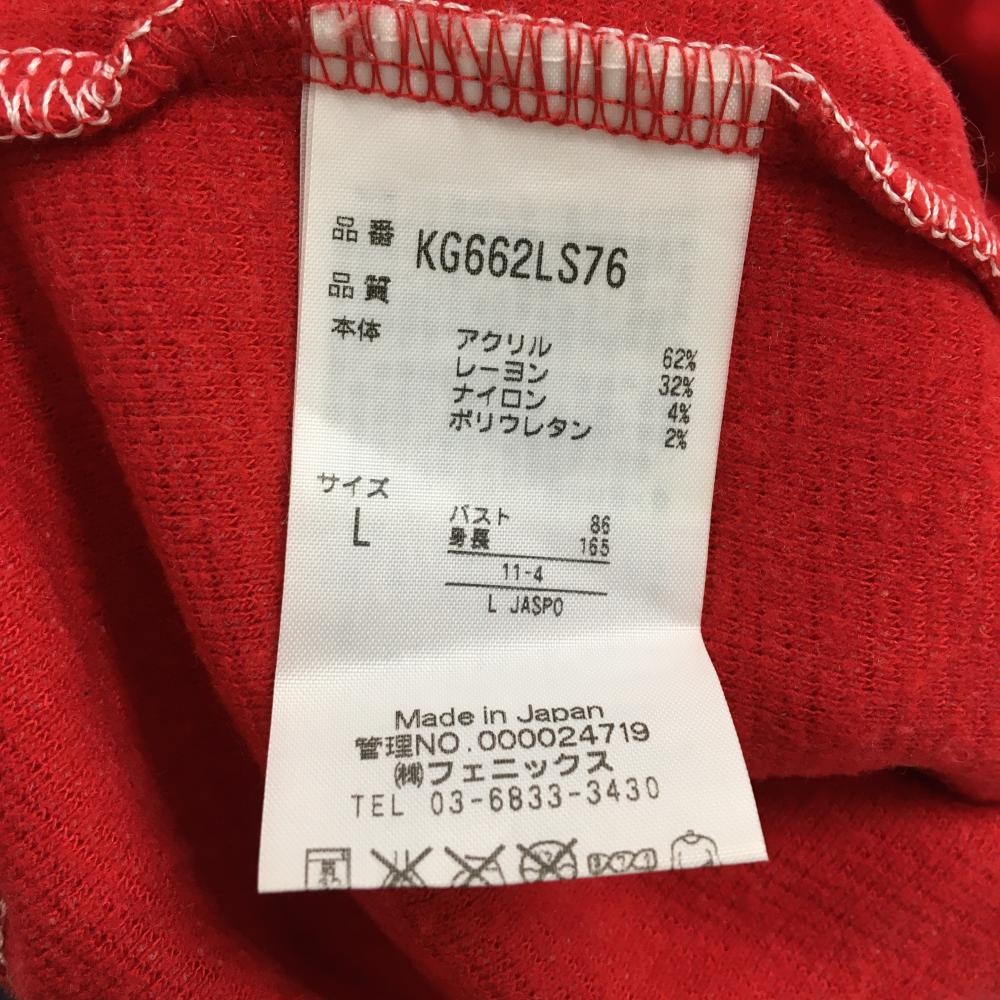 品番 KG662LS76
品質
本体
アクリル 62%
レーヨン 32%
ナイロン 4%
ポリウレタン 2%
サイズ
L
バスト 86
身長 165
11-4
L JASPO
Made in Japan
管理NO.000024719
㈱フェニックス
TEL 03-6833-3430